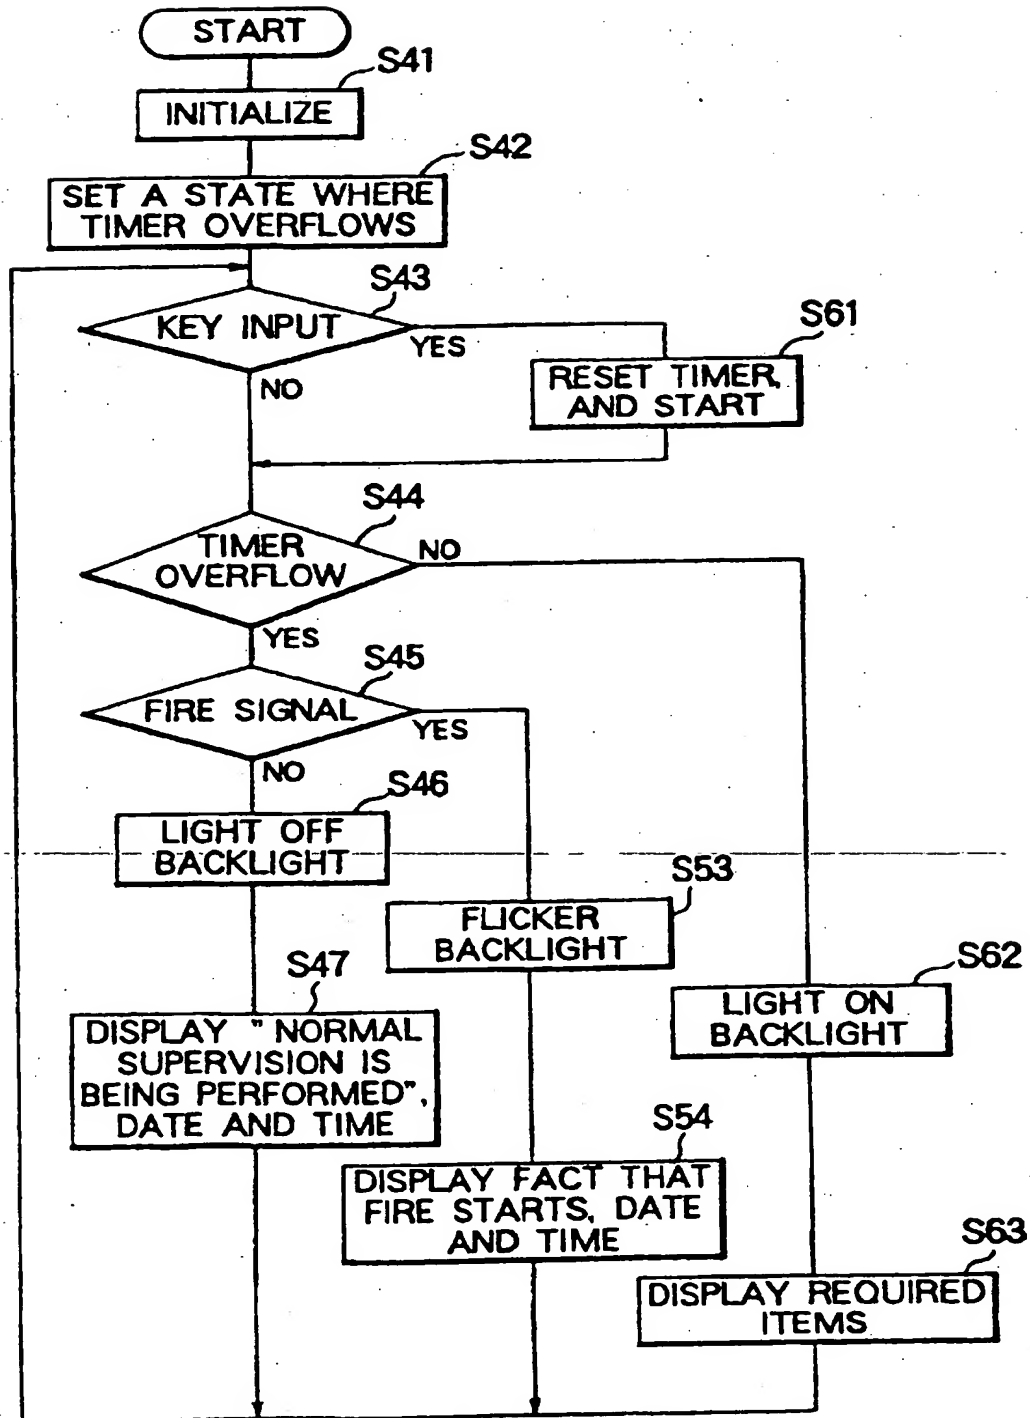 START
S41
INITIALIZE
S42
SET A STATE WHERE
TIMER OVERFLOWS
S43
KEY INPUT
YES
NO
S61
RESET TIMER,
AND START
S44
TIMER
OVERFLOW
NO
YES
S45
FIRE SIGNAL
YES
NO
S46
LIGHT OFF
BACKLIGHT
S53
FLICKER
BACKLIGHT
S62
LIGHT ON
BACKLIGHT
S47
DISPLAY " NORMAL
SUPERVISION IS
BEING PERFORMED",
DATE AND TIME
S54
DISPLAY FACT THAT
FIRE STARTS, DATE
AND TIME
S63
DISPLAY REQUIRED
ITEMS